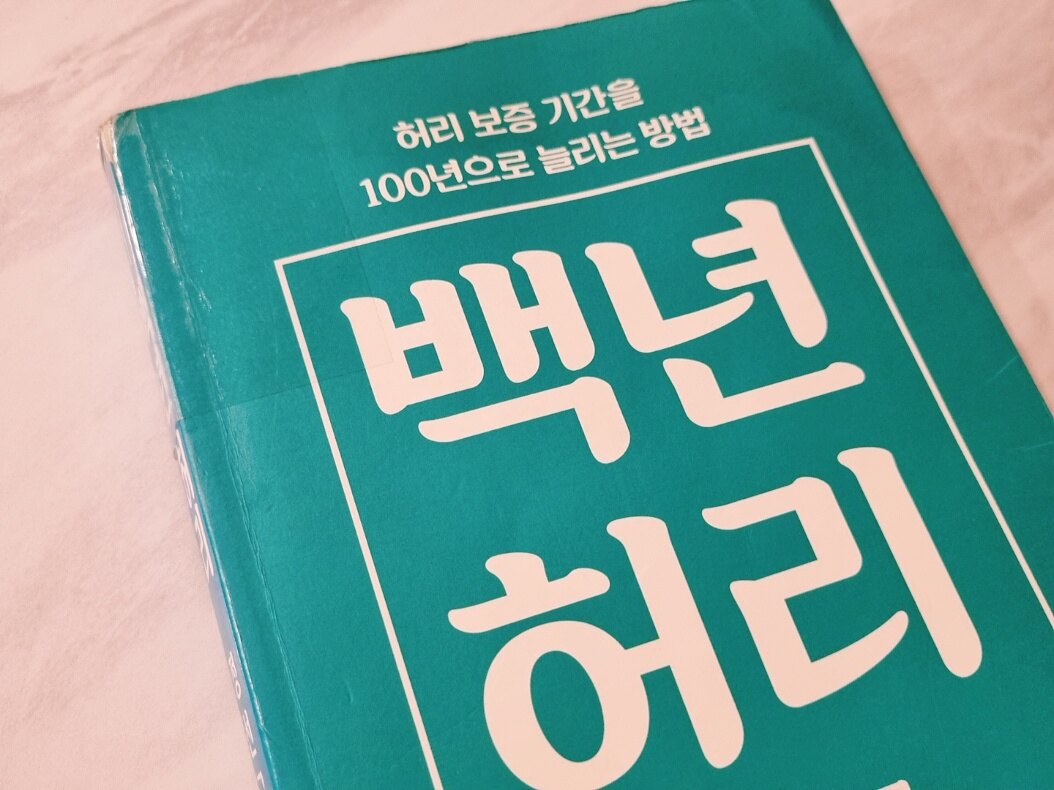 허리 보증 기간을
100년으로 늘리는 방법
백년
허리